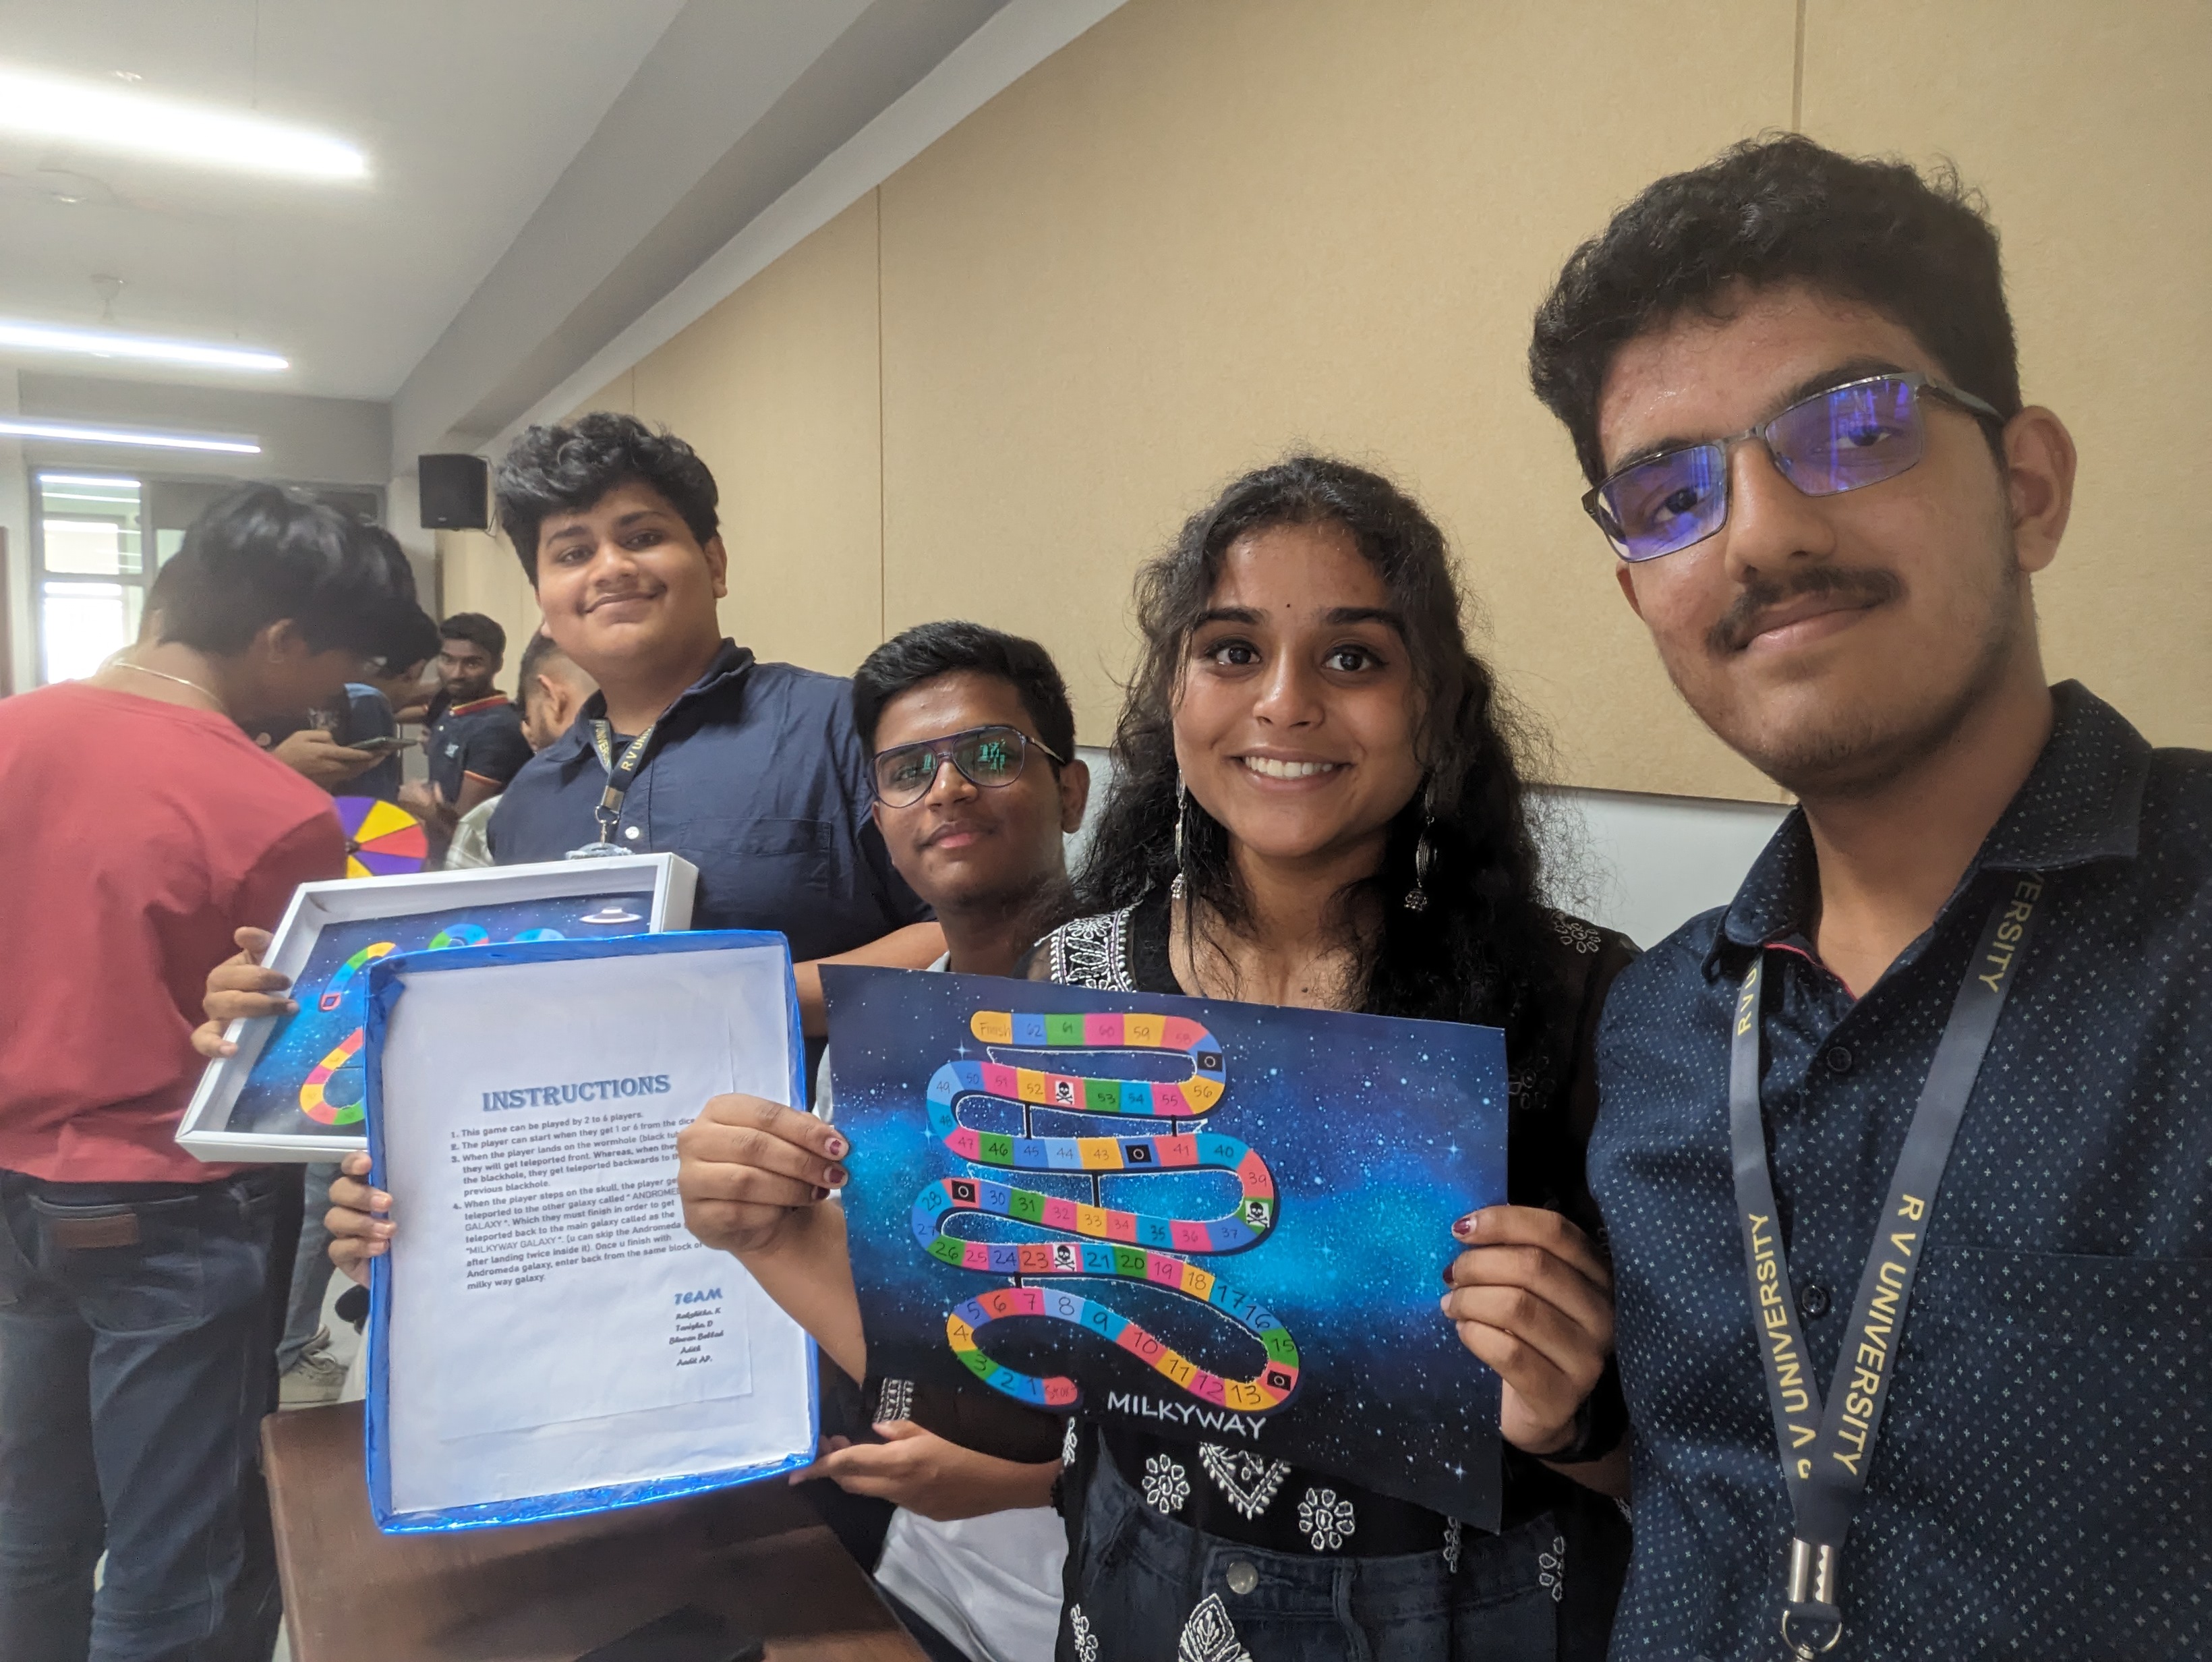 INSTRUCTIONS
1. This game can be played by 2 to 6 players.
2. The player can start when they get 1 or 6 from the dice
3. When the player lands on the wormhole (black
they will get teleported front. Whereas, when they
the blackhole, they get teleported backwards to
previous blackhole.
4. When the player steps on the skull, the player
teleported to the other galaxy called "
GALAXY". Which they must finish in order to get
teleported back to the main galaxy called as the
"MILKYWAY GALAXY". (u can skip the Andromeda
after landing twice inside it). Once u finish with
Andromeda galaxy, enter back from the same block
milky way galaxy.
TEAM
Adith
Aadit AP.
Finish 62 61 60 59 58
49 50 51 52 53 54 55 56
48
47 46 45 44 43 41 40
39
28 30 31 32 33 34 35 36 37
27
26 25 24 23 21 20 19 18 17 16
15
4 5 6 7 8 9 10 11 12 13
3 2 1 Start
MILKYWAY
R V UNIVERSITY
R V UNIVERSITY
ERSITY